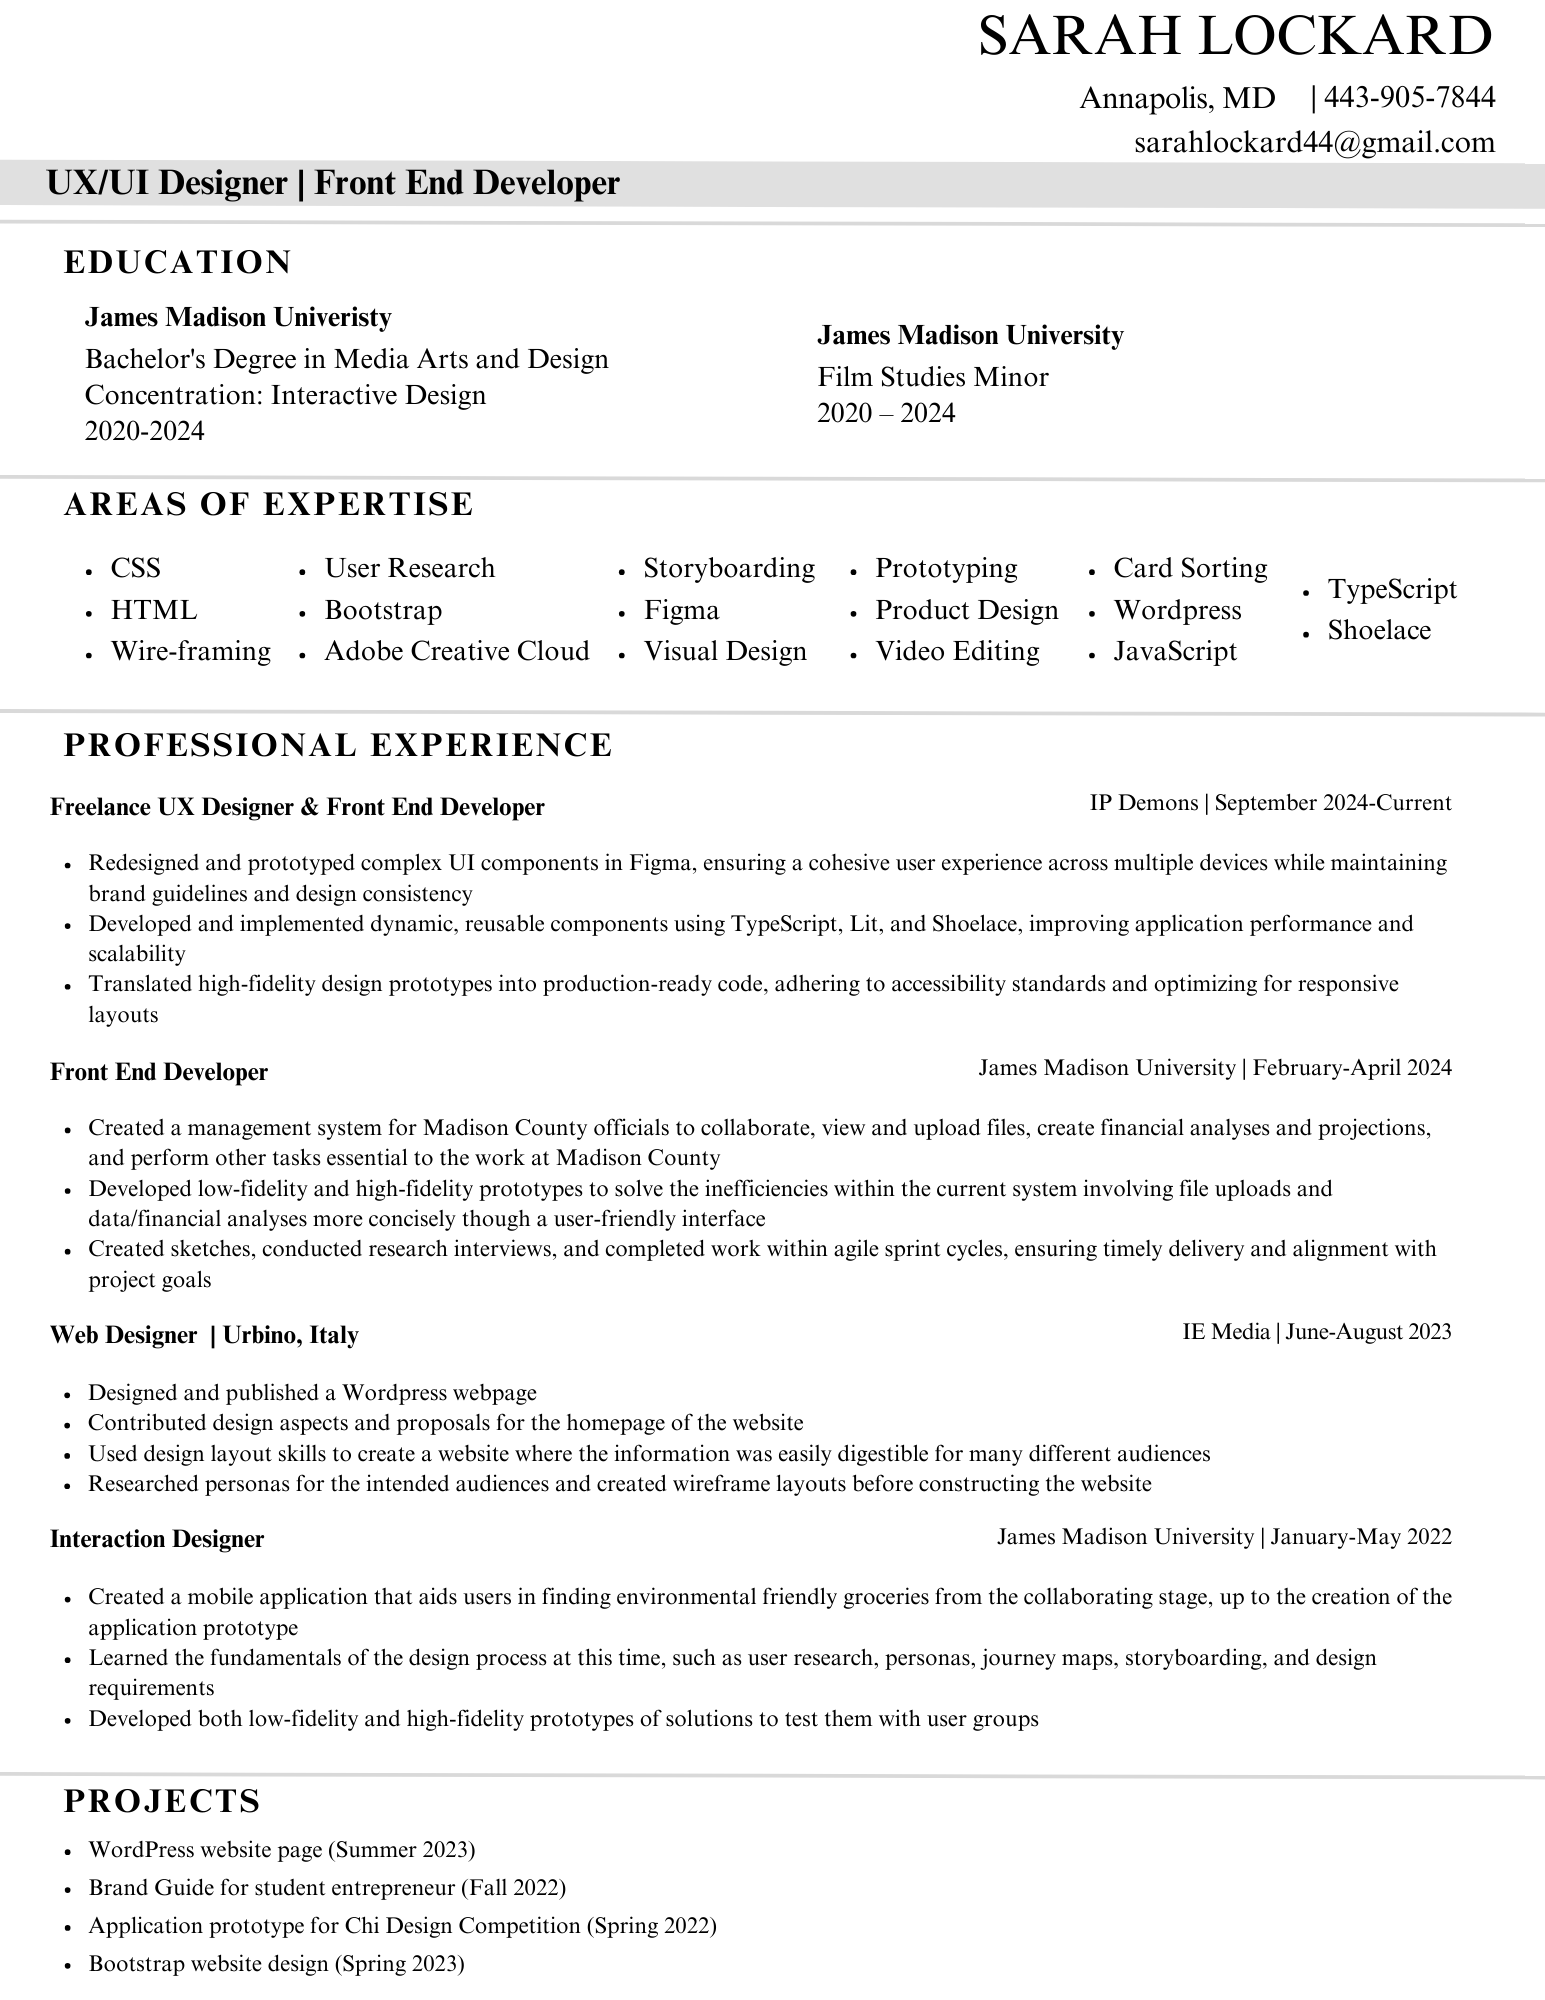 SARAH LOCKARD
Annapolis, MD | 443-905-7844
sarahlockard44@gmail.com
UX/UI Designer | Front End Developer
EDUCATION
James Madison Univeristy
Bachelor's Degree in Media Arts and Design
Concentration: Interactive Design
2020-2024
James Madison University
Film Studies Minor
2020 – 2024
AREAS OF EXPERTISE
• CSS
• HTML
• Wire-framing
• User Research
• Bootstrap
• Adobe Creative Cloud
• Storyboarding
• Figma
• Visual Design
• Prototyping
• Product Design
• Video Editing
• Card Sorting
• Wordpress
• JavaScript
• TypeScript
• Shoelace
PROFESSIONAL EXPERIENCE
Freelance UX Designer & Front End Developer IP Demons | September 2024-Current
• Redesigned and prototyped complex UI components in Figma, ensuring a cohesive user experience across multiple devices while maintaining
brand guidelines and design consistency
• Developed and implemented dynamic, reusable components using TypeScript, Lit, and Shoelace, improving application performance and
scalability
• Translated high-fidelity design prototypes into production-ready code, adhering to accessibility standards and optimizing for responsive
layouts
Front End Developer James Madison University | February-April 2024
• Created a management system for Madison County officials to collaborate, view and upload files, create financial analyses and projections,
and perform other tasks essential to the work at Madison County
• Developed low-fidelity and high-fidelity prototypes to solve the inefficiencies within the current system involving file uploads and
data/financial analyses more concisely though a user-friendly interface
• Created sketches, conducted research interviews, and completed work within agile sprint cycles, ensuring timely delivery and alignment with
project goals
Web Designer | Urbino, Italy IE Media | June-August 2023
• Designed and published a Wordpress webpage
• Contributed design aspects and proposals for the homepage of the website
• Used design layout skills to create a website where the information was easily digestible for many different audiences
• Researched personas for the intended audiences and created wireframe layouts before constructing the website
Interaction Designer James Madison University | January-May 2022
• Created a mobile application that aids users in finding environmental friendly groceries from the collaborating stage, up to the creation of the
application prototype
• Learned the fundamentals of the design process at this time, such as user research, personas, journey maps, storyboarding, and design
requirements
• Developed both low-fidelity and high-fidelity prototypes of solutions to test them with user groups
PROJECTS
• WordPress website page (Summer 2023)
• Brand Guide for student entrepreneur (Fall 2022)
• Application prototype for Chi Design Competition (Spring 2022)
• Bootstrap website design (Spring 2023)